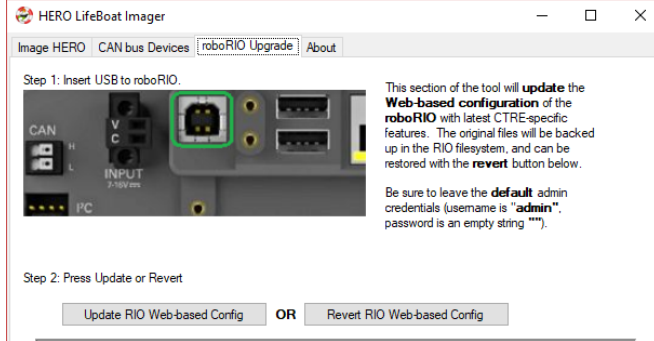 HERO LifeBoat Imager
Image HERO CAN bus Devices roboRIO Upgrade About
Step 1: Insert USB to roboRIO.
CAN
H
L
V
C
INPUT
7-16V
I²C
This section of the tool will update the
Web-based configuration of the
roboRIO with latest CTRE-specific
features. The original files will be backed
up in the RIO filesystem, and can be
restored with the revert button below.
Be sure to leave the default admin
credentials (username is "admin",
password is an empty string "").
Step 2: Press Update or Revert
Update RIO Web-based Config OR Revert RIO Web-based Config